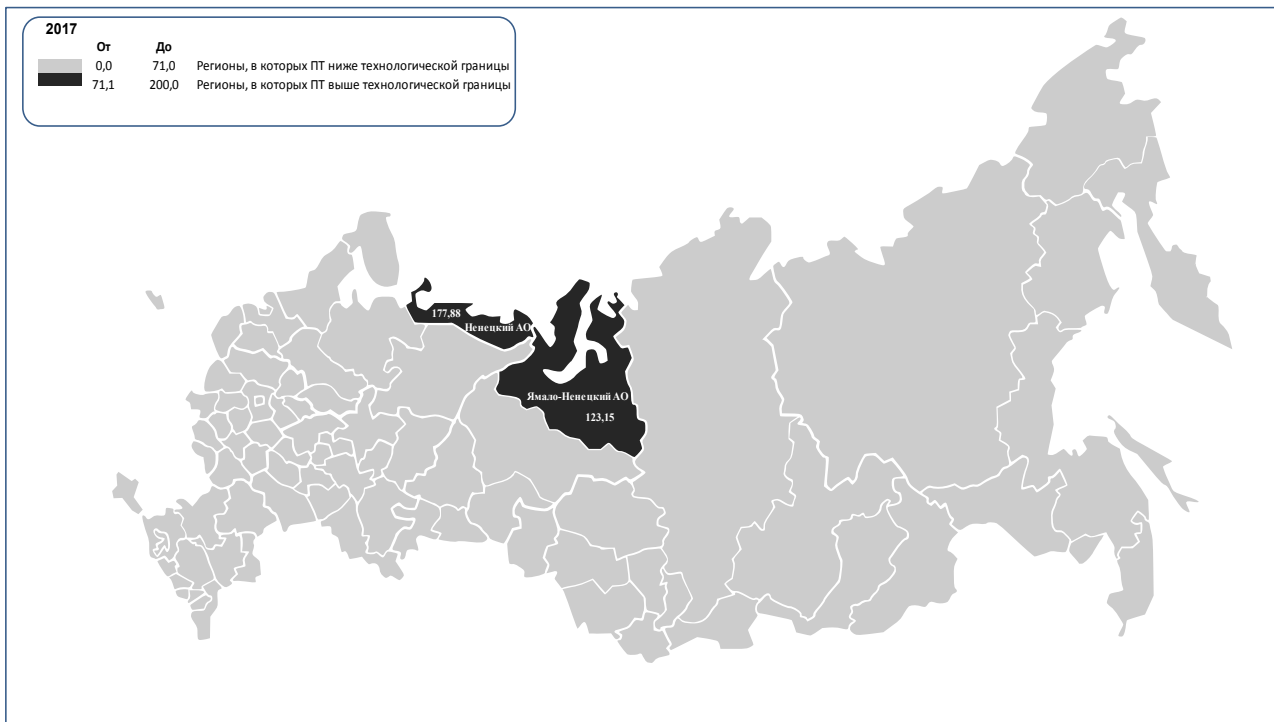 2017
От До
0,0 71,0 Регионы, в которых ПТ ниже технологической границы
71,1 200,0 Регионы, в которых ПТ выше технологической границы
177,88
Ненецкий АО
Ямало-Ненецкий АО
123,15